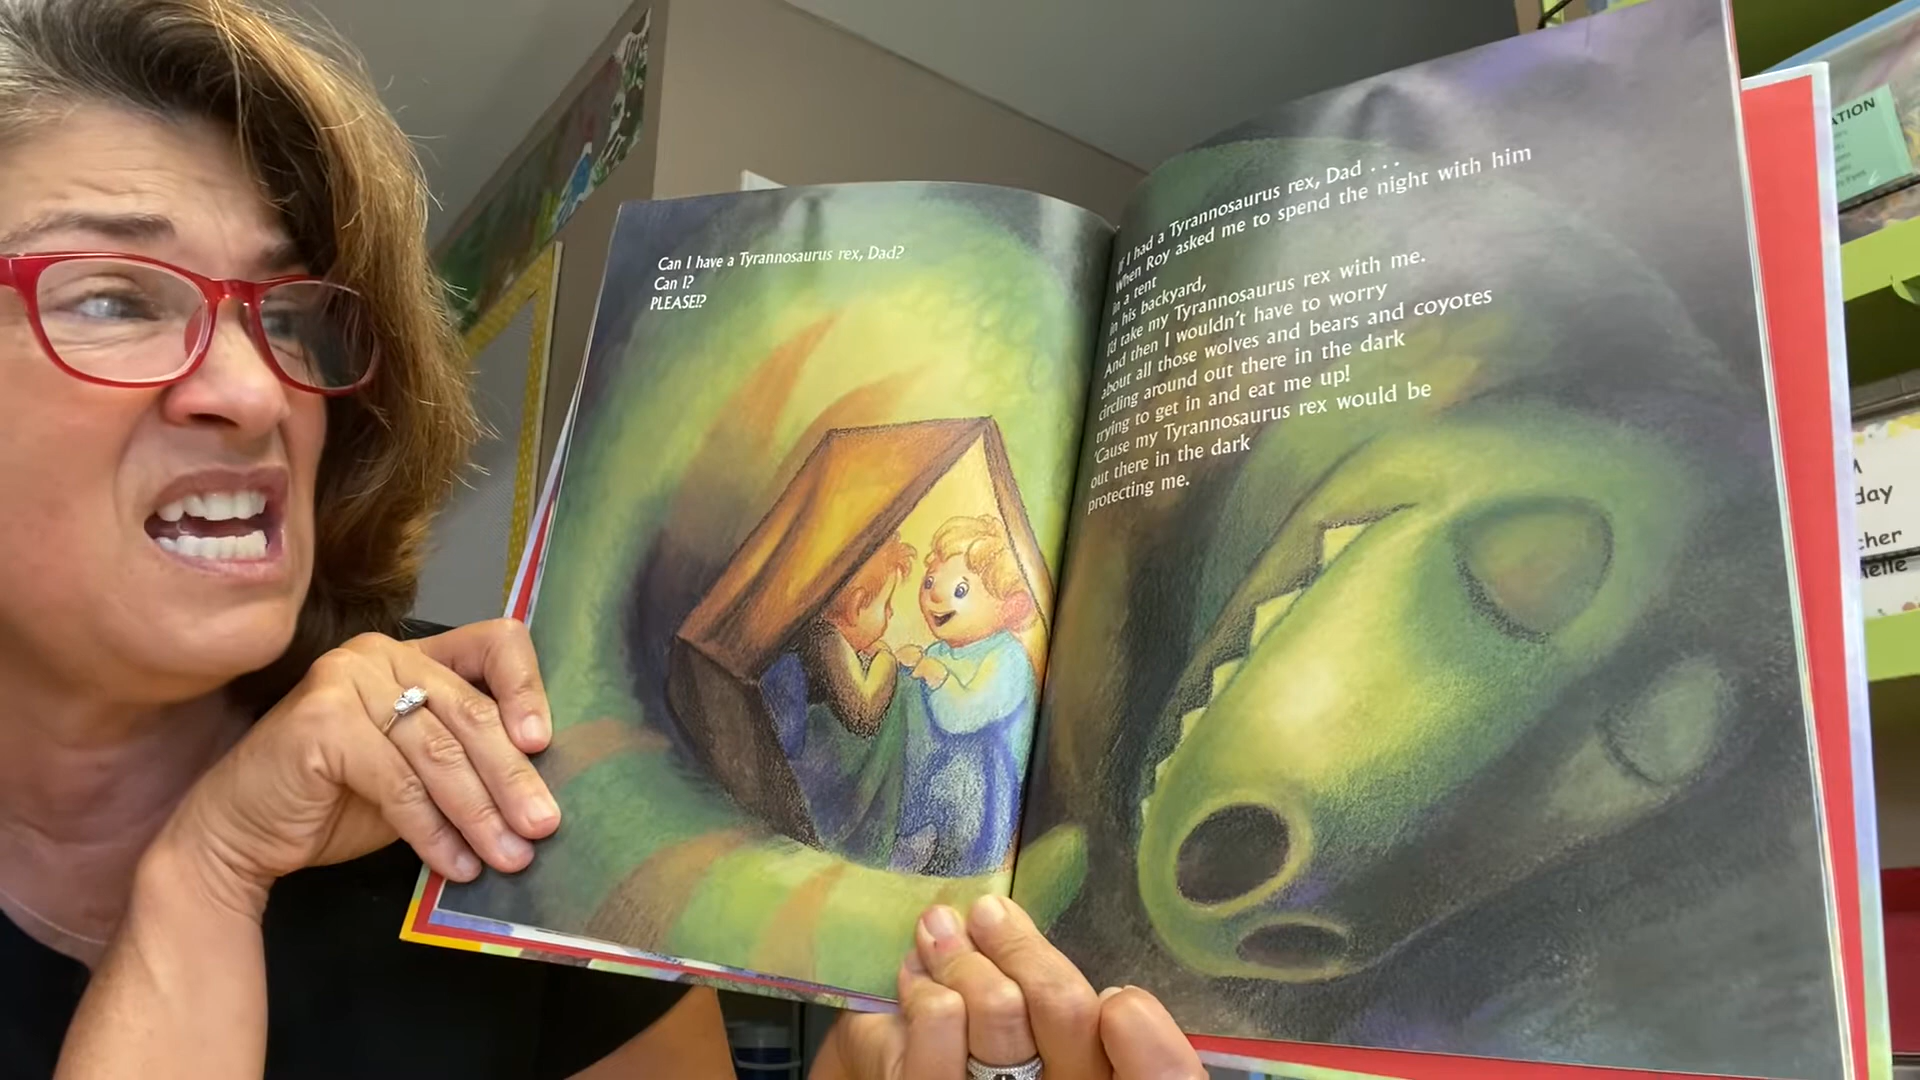 Can I have a Tyrannosaurus rex, Dad?
Can I?
PLEASE!?
If I had a Tyrannosaurus rex, Dad . . .
When Roy asked me to spend the night with him
in a tent
in his backyard,
I'd take my Tyrannosaurus rex with me.
And then I wouldn't have to worry
about all those wolves and bears and coyotes
circling around out there in the dark
trying to get in and eat me up!
'Cause my Tyrannosaurus rex would be
out there in the dark
protecting me.